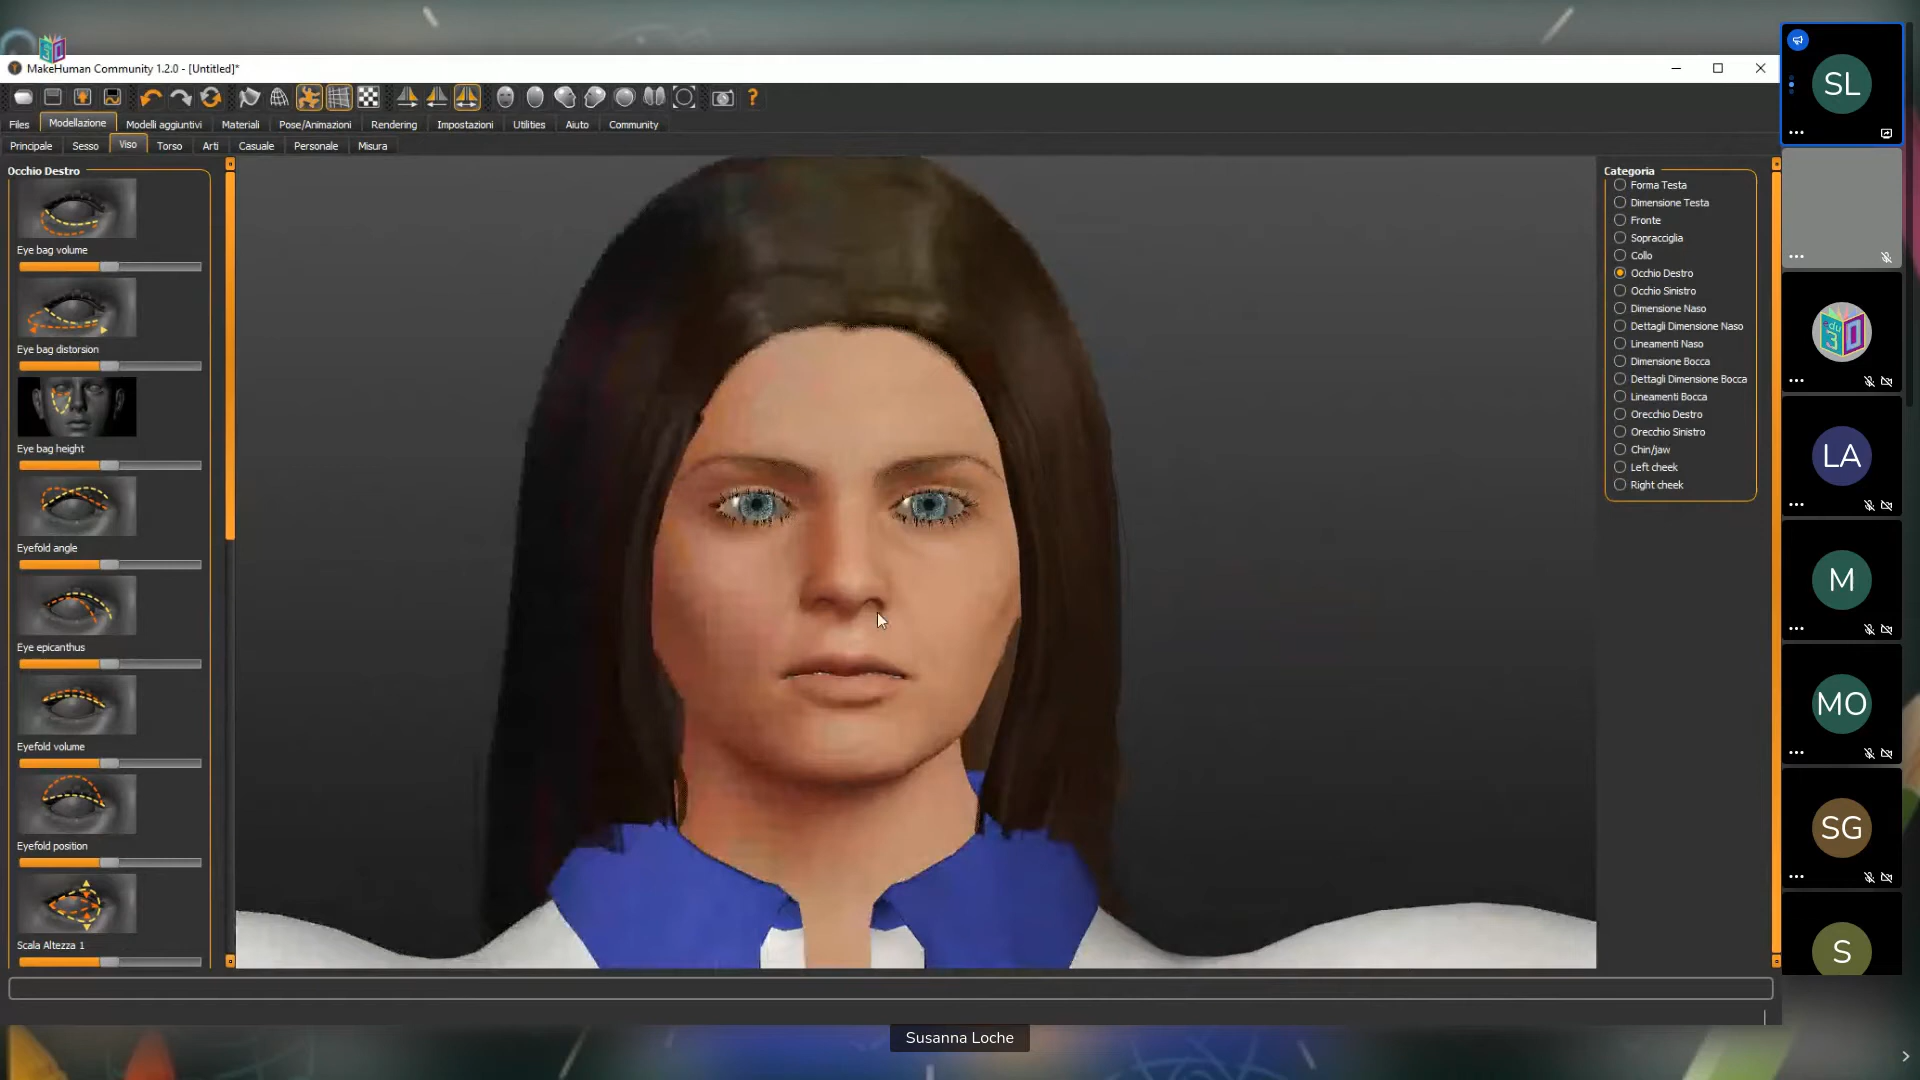 MakeHuman Community 1.2.0 - [Untitled]*
Files Modellazione Modelli aggiuntivi Materiali Pose/Animazioni Rendering Impostazioni Utilities Aiuto Community
Principale Sesso Viso Torso Arti Casuale Personale Misura
Occhio Destro
Eye bag volume
Eye bag distorsion
Eye bag height
Eyefold angle
Eye epicanthus
Eyefold volume
Eyefold position
Scala Altezza 1
Categoria
Forma Testa
Dimensione Testa
Fronte
Sopracciglia
Collo
Occhio Destro
Occhio Sinistro
Dimensione Naso
Dettagli Dimensione Naso
Lineamenti Naso
Dimensione Bocca
Dettagli Dimensione Bocca
Lineamenti Bocca
Orecchio Destro
Orecchio Sinistro
Chin/jaw
Left cheek
Right cheek
SL
edu
3D
LA
M
MO
SG
S
Susanna Loche